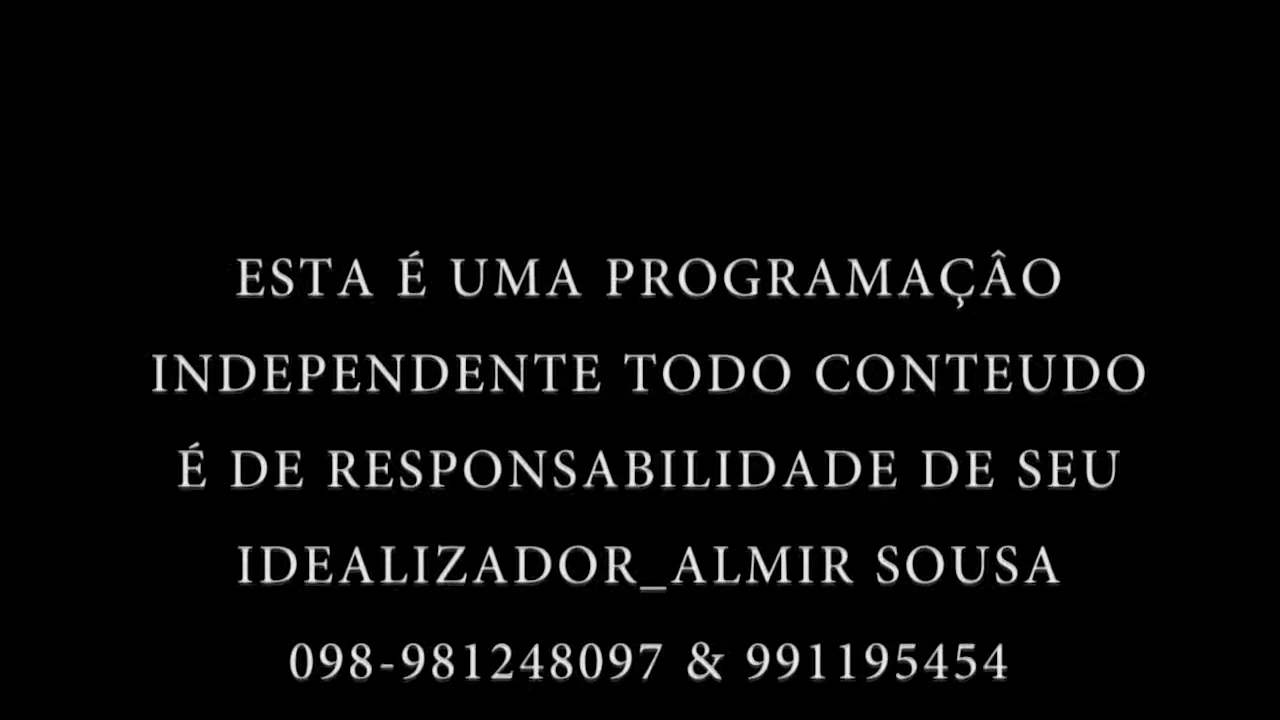 ESTA É UMA PROGRAMAÇÂO
INDEPENDENTE TODO CONTEUDO
É DE RESPONSABILIDADE DE SEU
IDEALIZADOR_ALMIR SOUSA
098-981248097 & 991195454